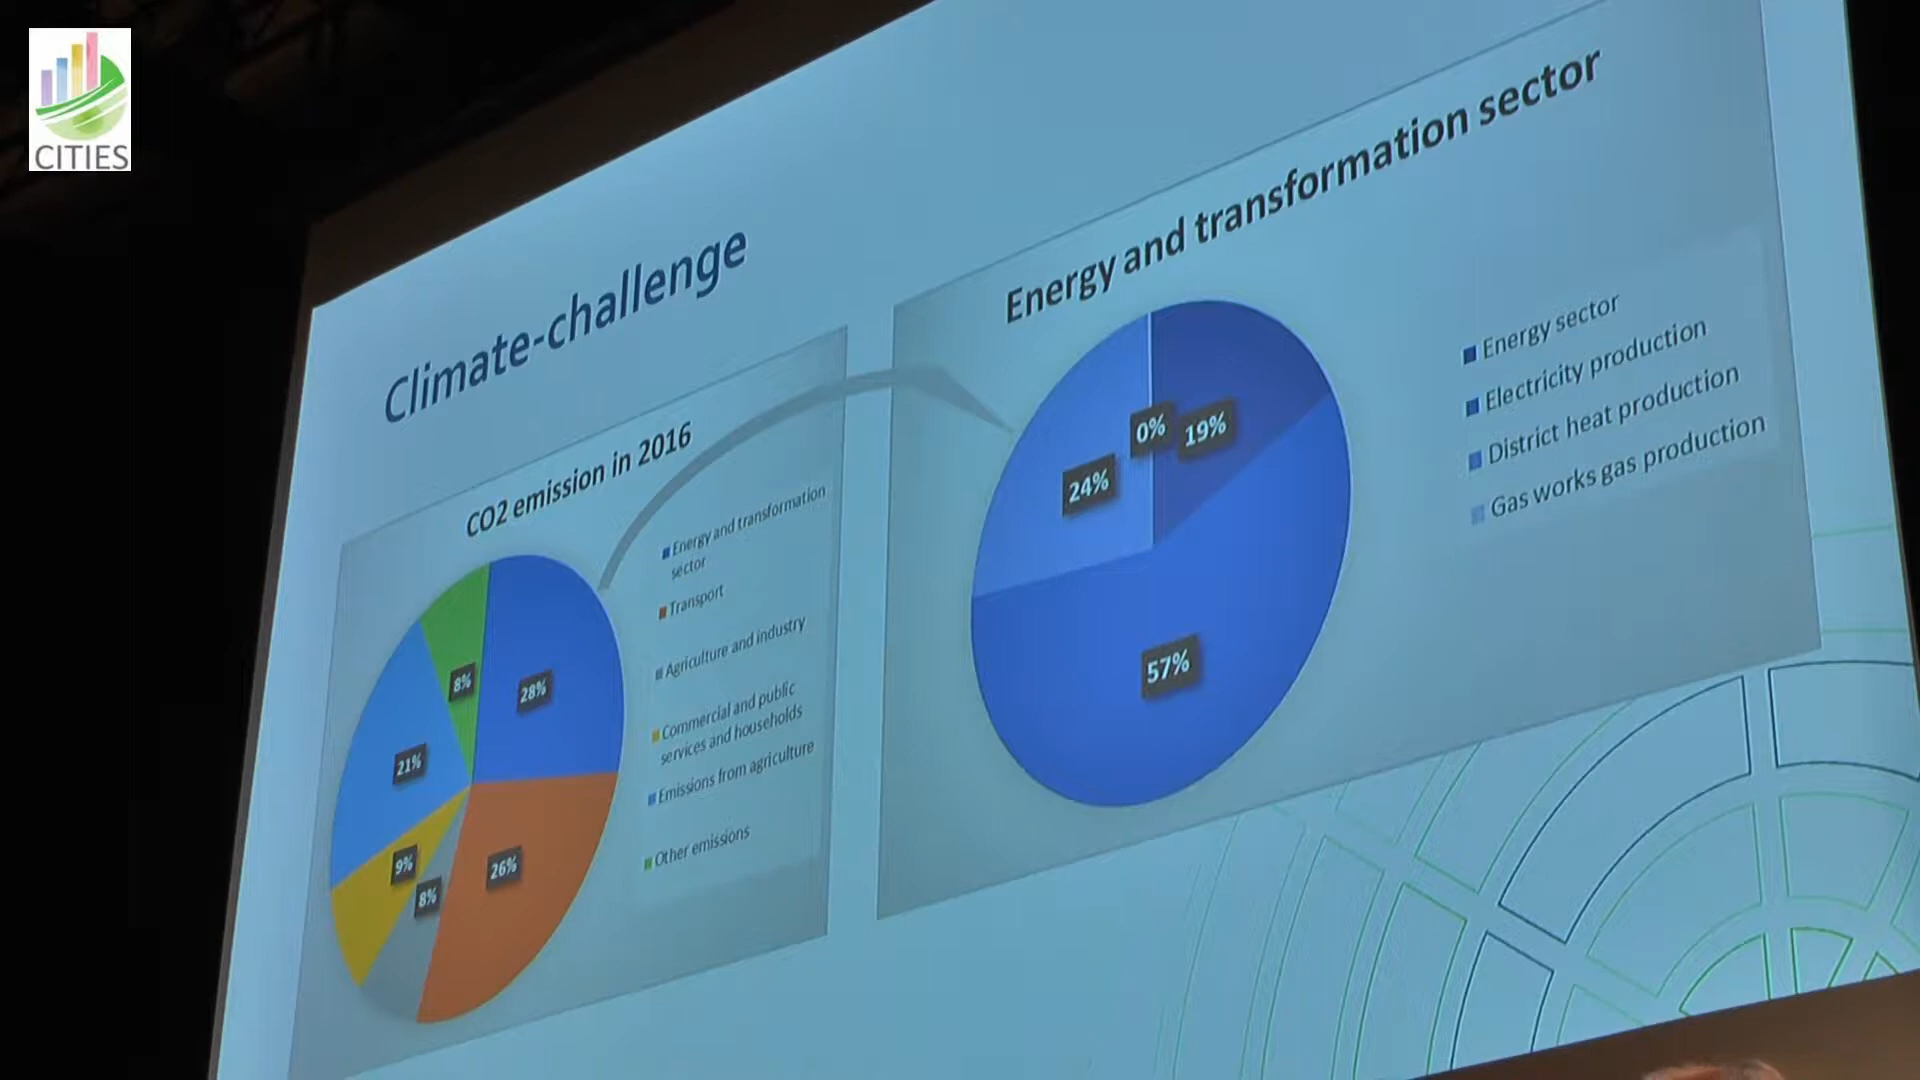 CITIES
Climate-challenge
CO2 emission in 2016
28%
26%
8%
9%
21%
8%
Energy and transformation
sector
Transport
Agriculture and industry
Commercial and public
services and households
Emissions from agriculture
Other emissions
Energy and transformation sector
0%
19%
24%
57%
Energy sector
Electricity production
District heat production
Gas works gas production